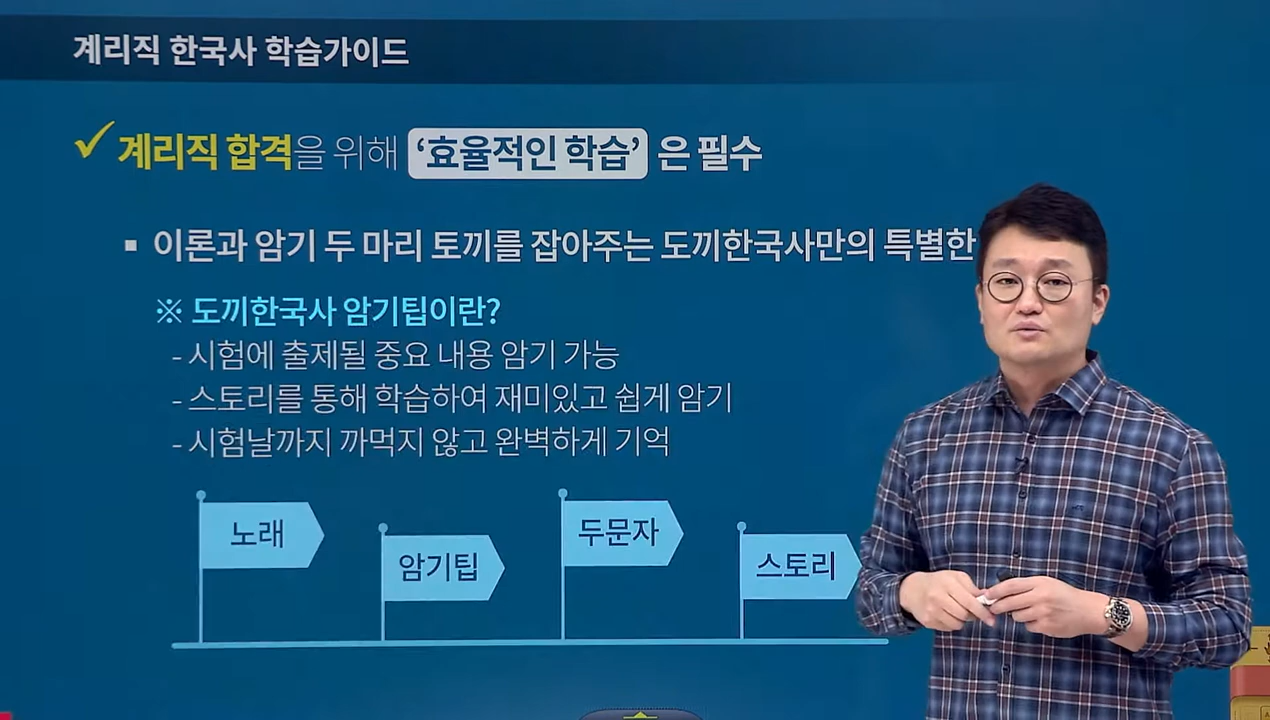 계리직 한국사 학습가이드
계리직 합격을 위해 ‘효율적인 학습’ 은 필수
▪ 이론과 암기 두 마리 토끼를 잡아주는 도끼한국사만의 특별한
※ 도끼한국사 암기팁이란?
- 시험에 출제될 중요 내용 암기 가능
- 스토리를 통해 학습하여 재미있고 쉽게 암기
- 시험날까지 까먹지 않고 완벽하게 기억
노래
암기팁
두문자
스토리